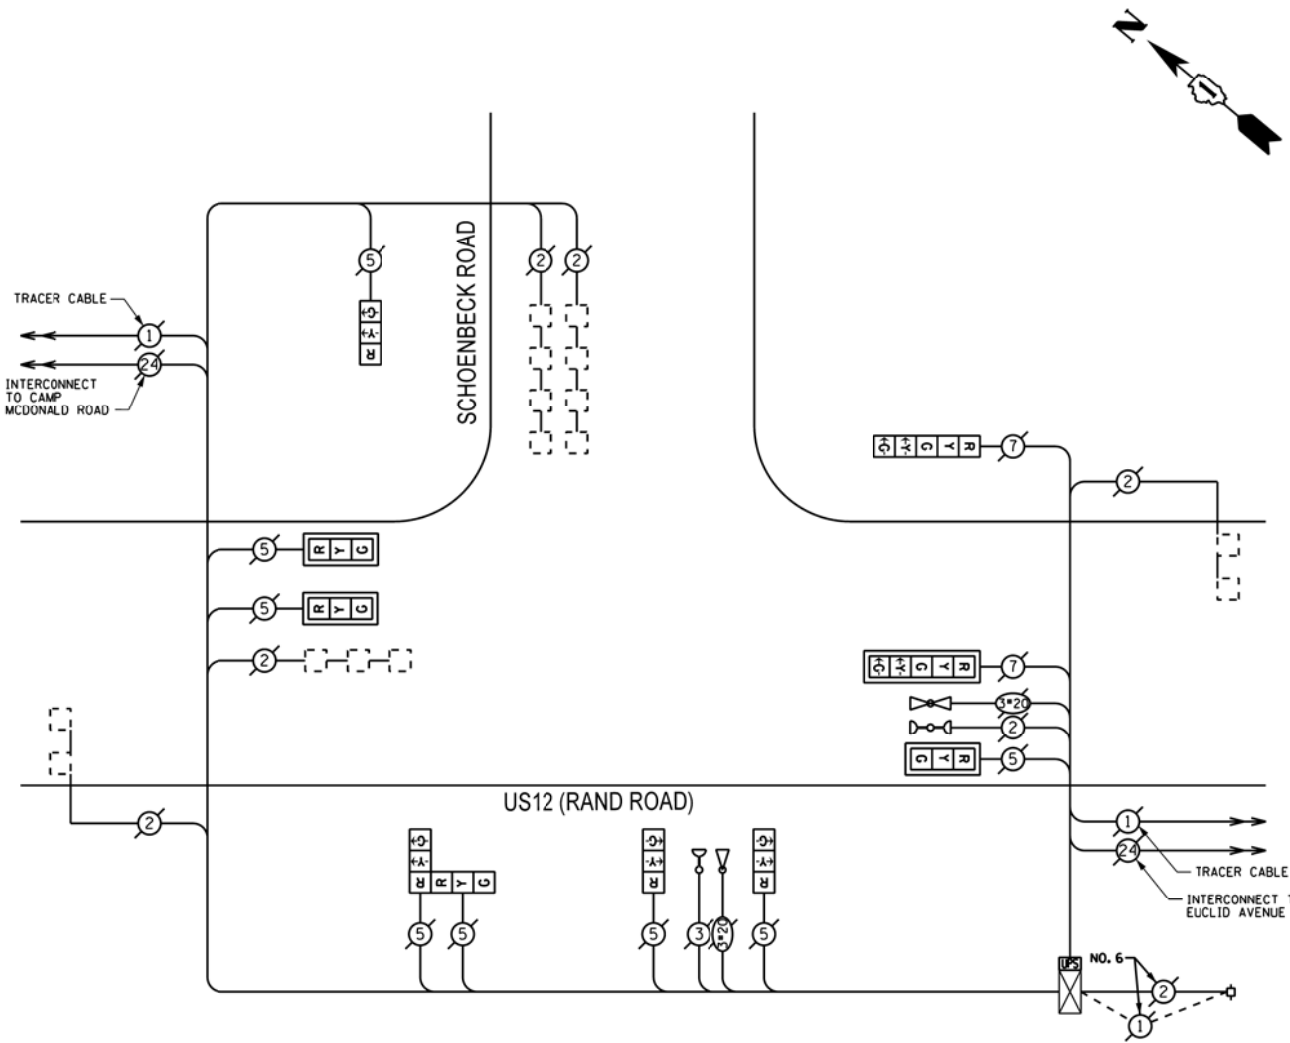 N
TRACER CABLE
1
24
INTERCONNECT
TO CAMP
MCDONALD ROAD
5
G
Y
R
SCHOENBECK ROAD
2
2
G Y G Y R
7
2
5
R Y G
5
R Y G
2
G Y G Y R
7
3#20
2
G Y R
5
2
US12 (RAND ROAD)
1
24
TRACER CABLE
INTERCONNECT
EUCLID AVENUE
G
Y
R R Y G
G
Y
R
G
Y
R
5
5
5
3
3#20
5
UPS
NO. 6
2
1